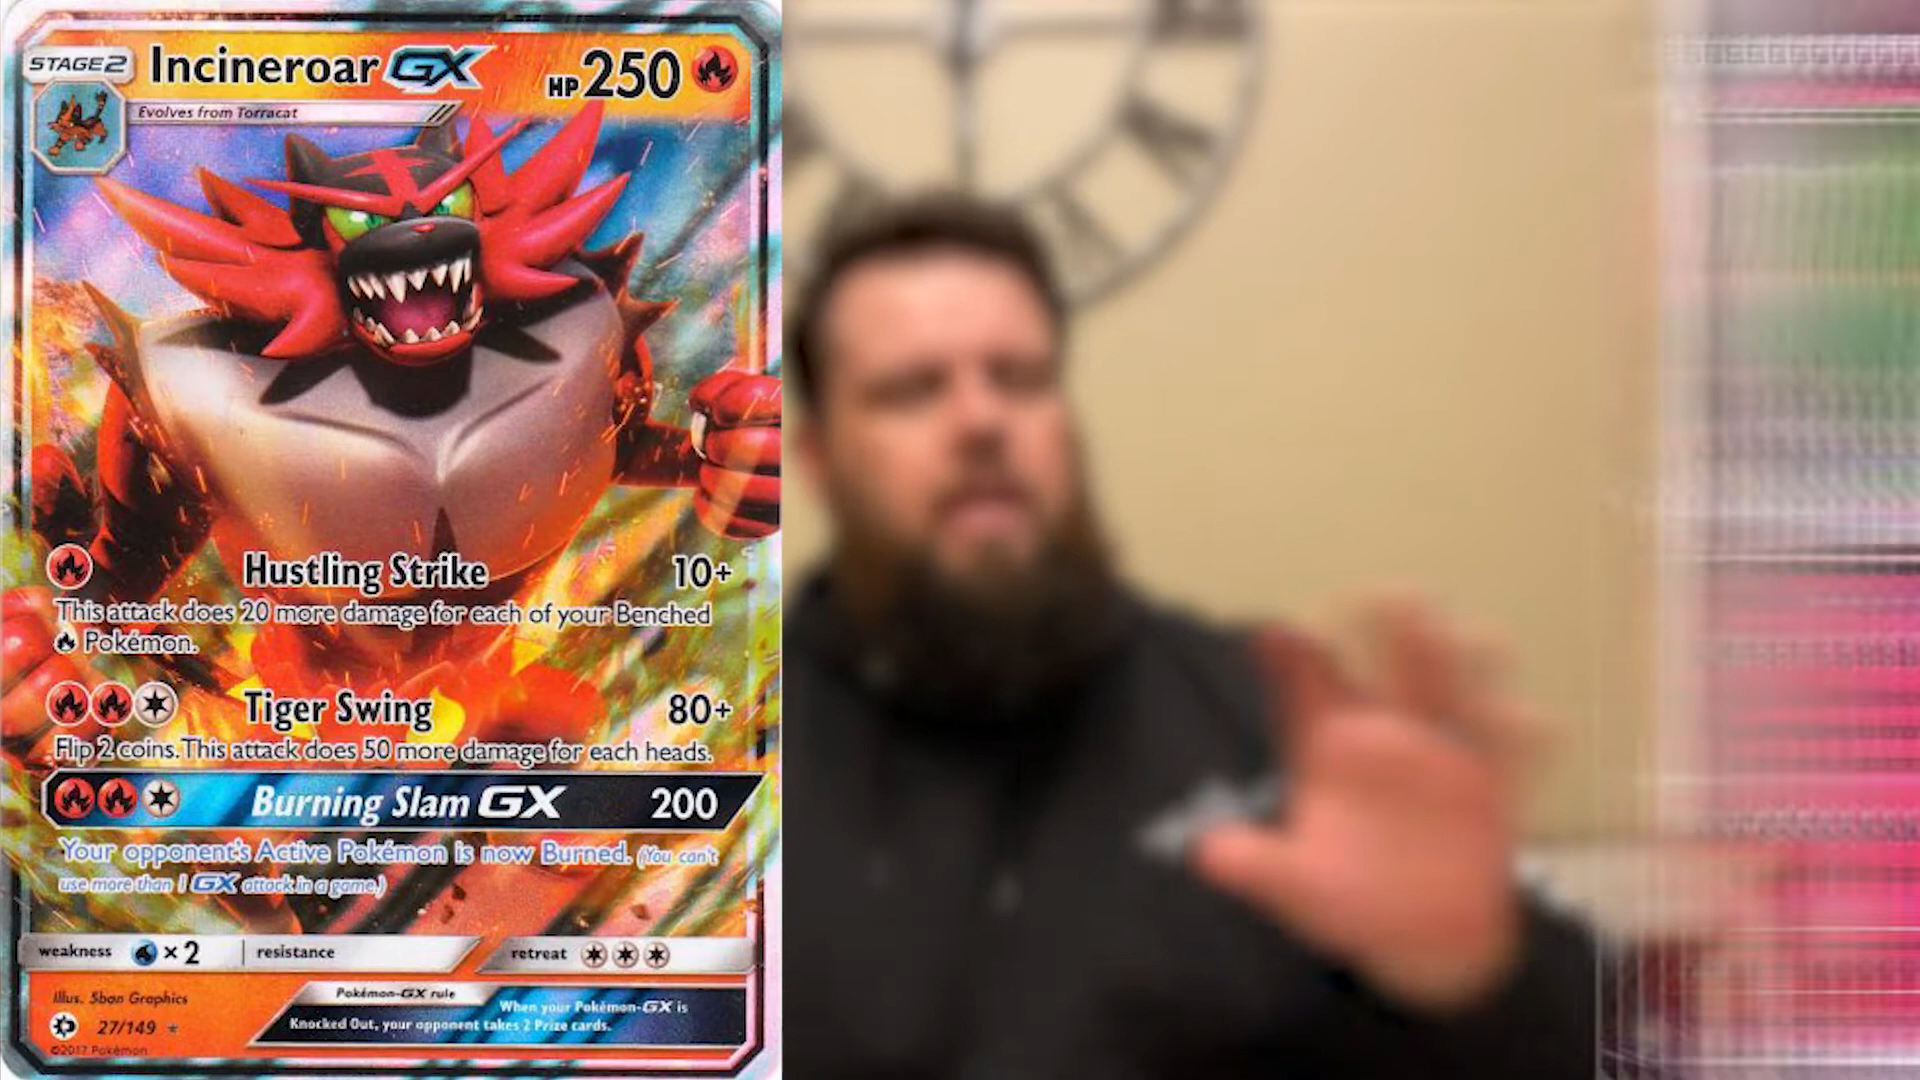 STAGE 2 Incineroar GX HP 250
Evolves from Torracat
Hustling Strike 10+
This attack does 20 more damage for each of your Benched
Pokémon.
Tiger Swing 80+
Flip 2 coins. This attack does 50 more damage for each heads.
Burning Slam GX 200
Your opponent's Active Pokémon is now Burned. (You can't
use more than 1 GX attack in a game.)
weakness ×2 resistance retreat
Illus. 5ban Graphics
Pokémon-GX rule
When your Pokémon-GX is
Knocked Out, your opponent takes 2 Prize cards.
27/149 ★
©2017 Pokémon